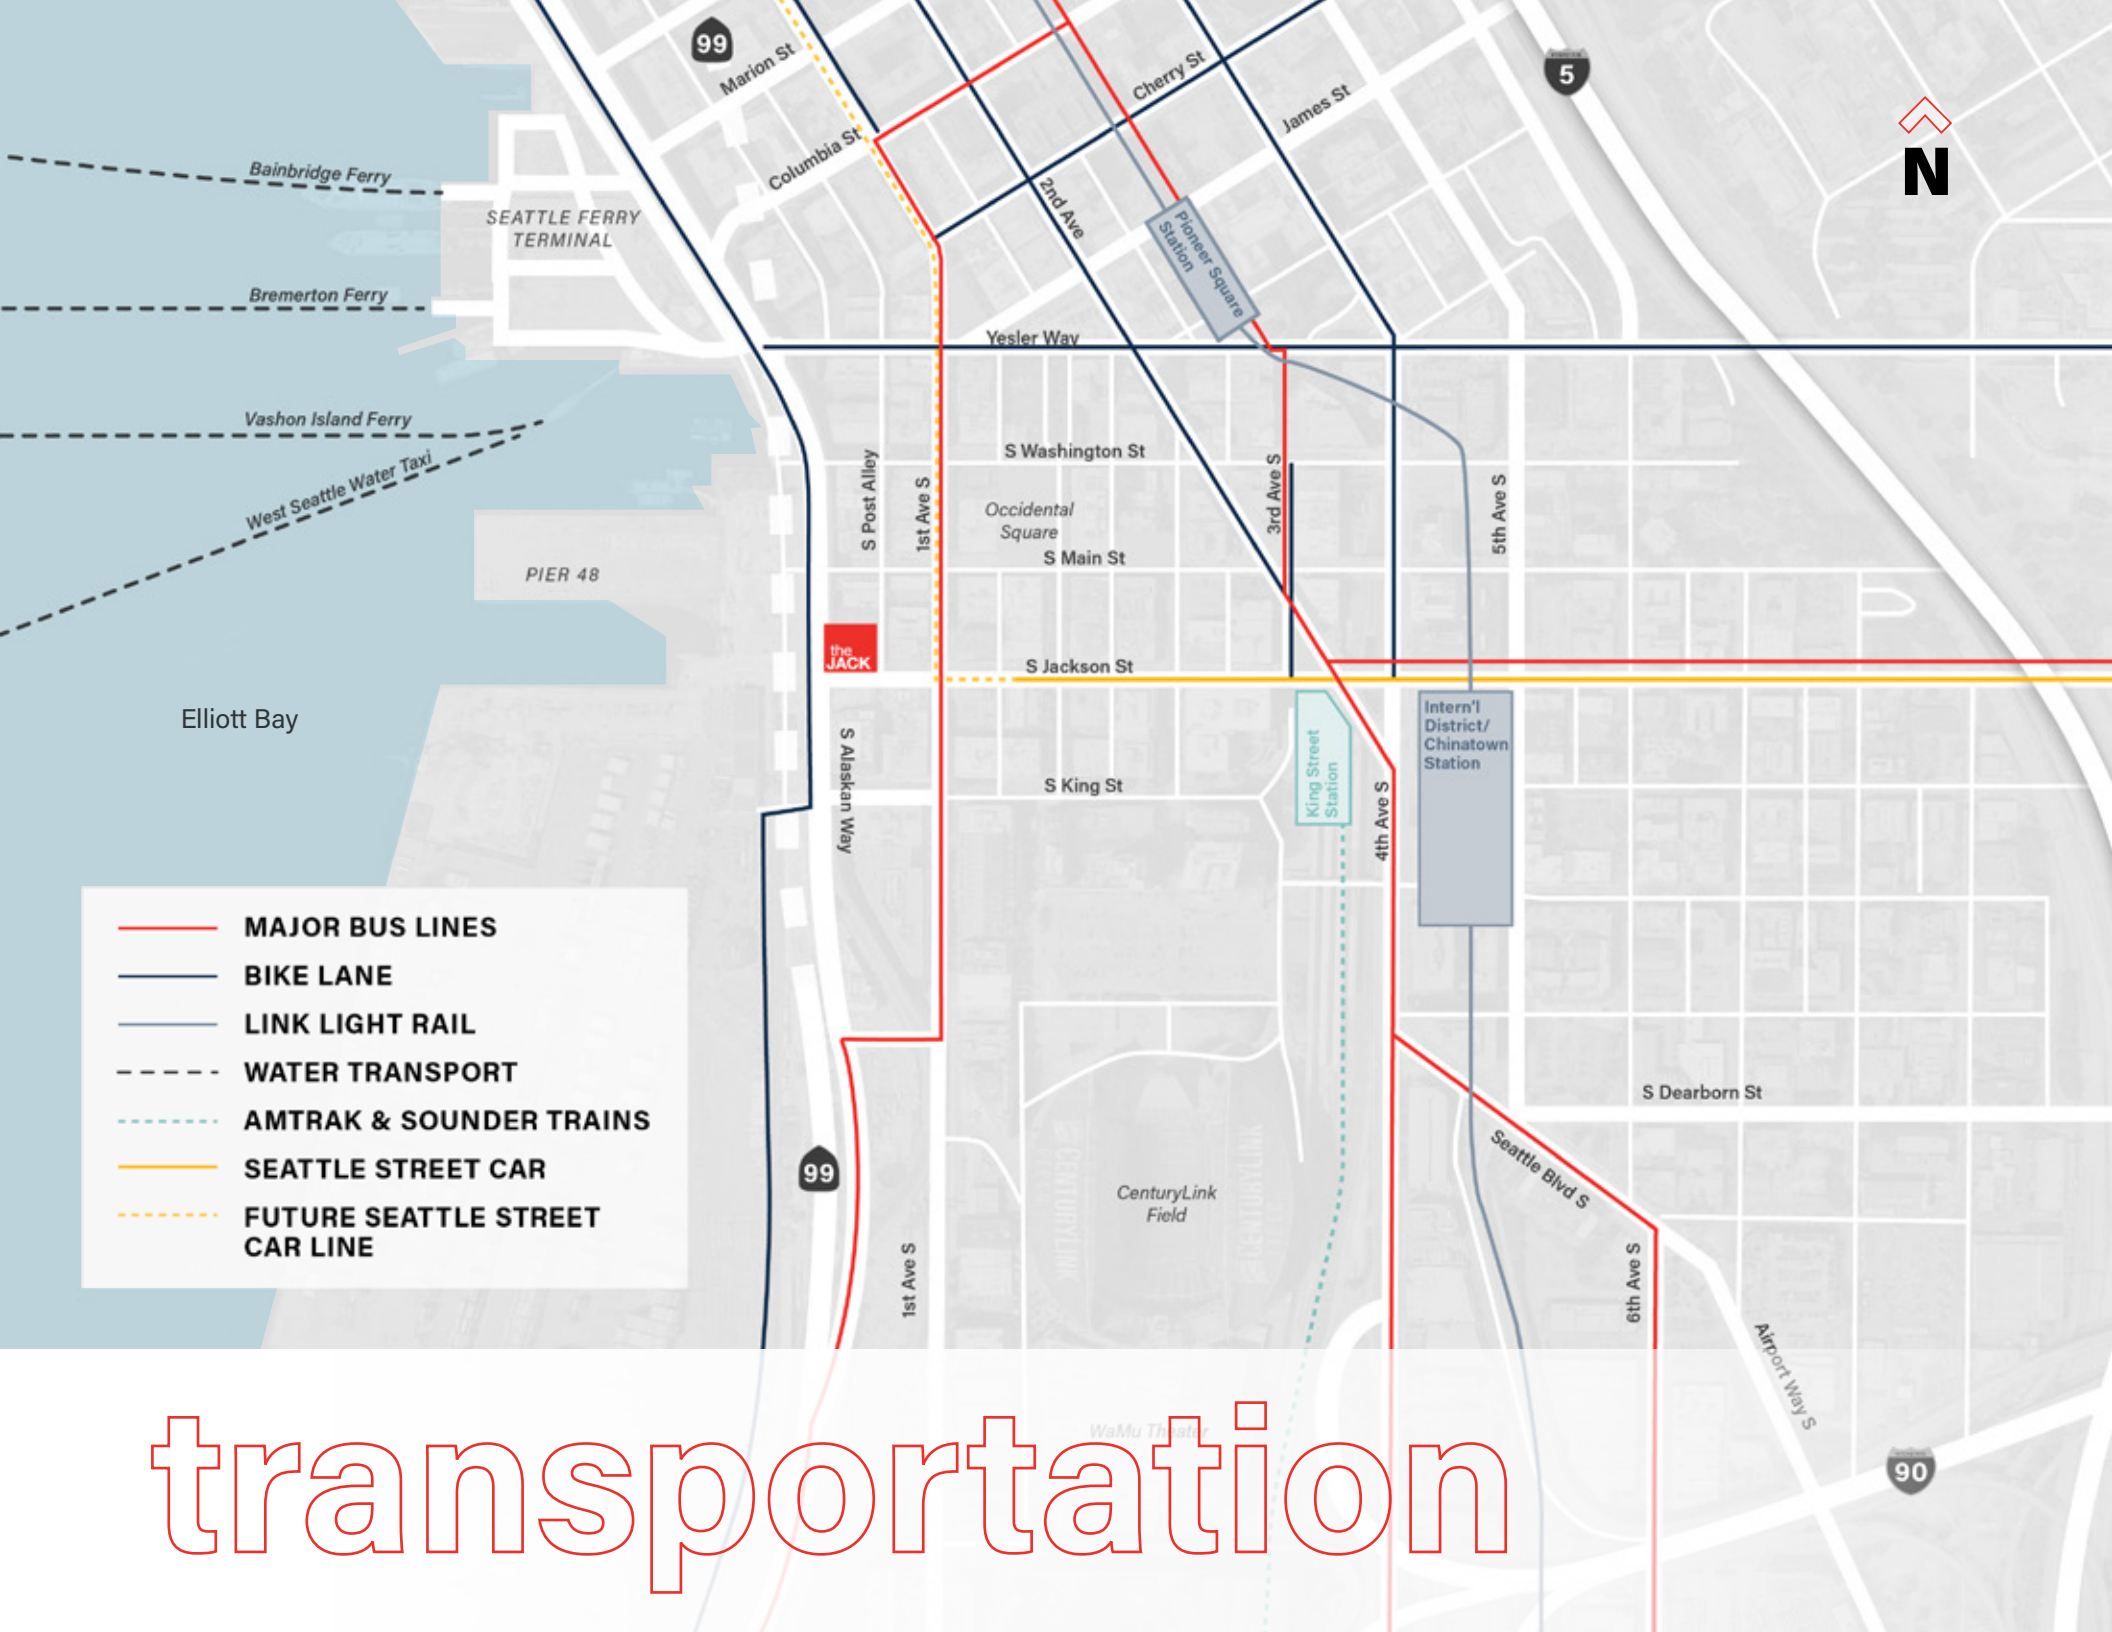 99
Marion St
Cherry St
5
James St
Columbia St
N
Bainbridge Ferry
SEATTLE FERRY
TERMINAL
2nd Ave
Pioneer Square
Station
Bremerton Ferry
Yesler Way
Vashon Island Ferry
West Seattle Water Taxi
S Washington St
S Post Alley
1st Ave S
Occidental
Square
3rd Ave S
5th Ave S
S Main St
PIER 48
the
JACK
S Jackson St
Elliott Bay
Intern'l
District/
Chinatown
Station
King Street
Station
S Alaskan Way
S King St
4th Ave S
MAJOR BUS LINES
BIKE LANE
LINK LIGHT RAIL
WATER TRANSPORT
AMTRAK & SOUNDER TRAINS
SEATTLE STREET CAR
FUTURE SEATTLE STREET
CAR LINE
S Dearborn St
Seattle Blvd S
99
CenturyLink
Field
CENTURYLINK
CENTURYLINK
1st Ave S
6th Ave S
Airport Way S
WaMu Theater
90
transportation